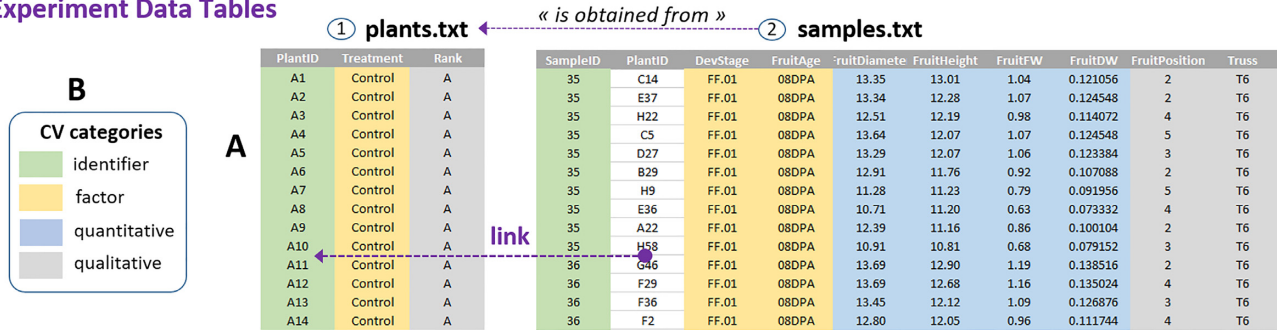 Experiment Data Tables
« is obtained from »
1 plants.txt
2 samples.txt
B
CV categories
identifier
factor
quantitative
qualitative
A
link
PlantID Treatment Rank
A1 Control A
A2 Control A
A3 Control A
A4 Control A
A5 Control A
A6 Control A
A7 Control A
A8 Control A
A9 Control A
A10 Control A
A11 Control A
A12 Control A
A13 Control A
A14 Control A
SampleID PlantID DevStage FruitAge FruitDiamete FruitHeight FruitFW FruitDW FruitPosition Truss
35 C14 FF.01 08DPA 13.35 13.01 1.04 0.121056 2 T6
35 E37 FF.01 08DPA 13.34 12.28 1.07 0.124548 2 T6
35 H22 FF.01 08DPA 12.51 12.19 0.98 0.114072 4 T6
35 C5 FF.01 08DPA 13.64 12.07 1.07 0.124548 5 T6
35 D27 FF.01 08DPA 13.29 12.07 1.06 0.123384 3 T6
35 B29 FF.01 08DPA 12.91 11.76 0.92 0.107088 2 T6
35 H9 FF.01 08DPA 11.28 11.23 0.79 0.091956 5 T6
35 E36 FF.01 08DPA 10.71 11.20 0.63 0.073332 4 T6
35 A22 FF.01 08DPA 12.39 11.16 0.86 0.100104 2 T6
35 H58 FF.01 08DPA 10.91 10.81 0.68 0.079152 3 T6
36 G46 FF.01 08DPA 13.69 12.90 1.19 0.138516 2 T6
36 F29 FF.01 08DPA 13.69 12.68 1.16 0.135024 4 T6
36 F36 FF.01 08DPA 13.45 12.12 1.09 0.126876 3 T6
36 F2 FF.01 08DPA 12.80 12.05 0.96 0.111744 4 T6